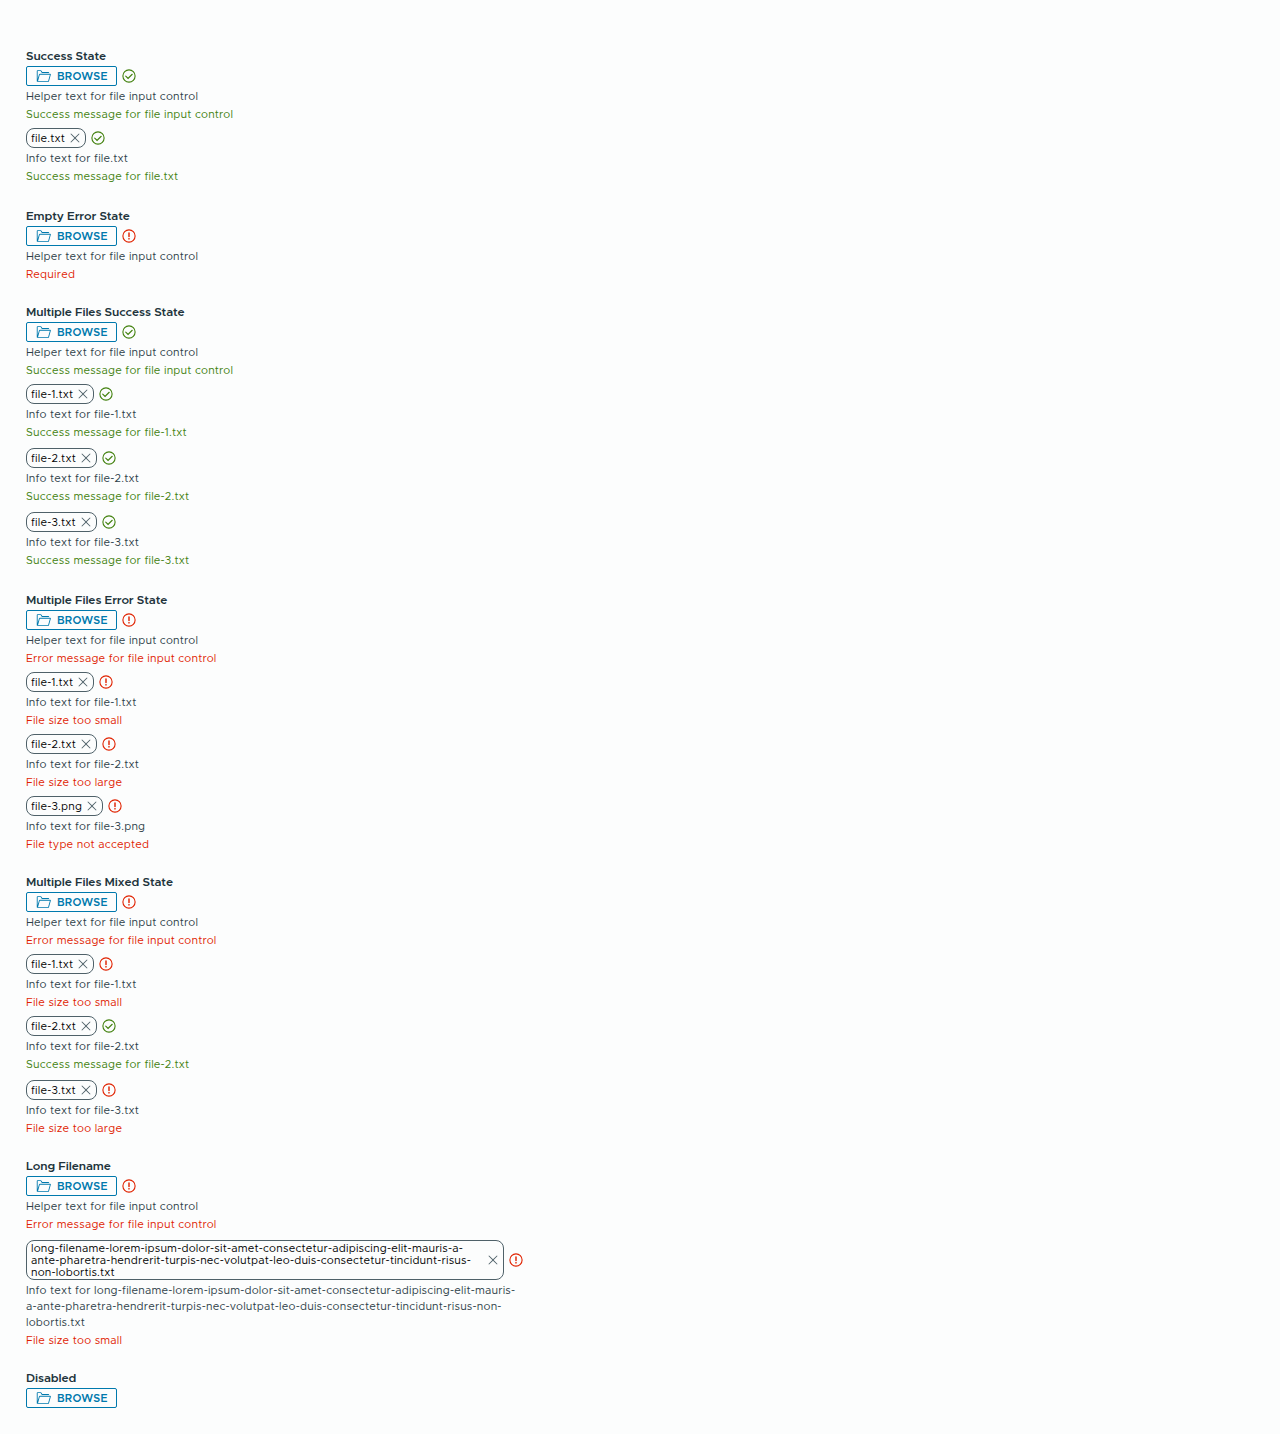 Success State
BROWSE
Helper text for file input control
Success message for file input control
file.txt
Info text for file.txt
Success message for file.txt
Empty Error State
BROWSE
Helper text for file input control
Required
Multiple Files Success State
BROWSE
Helper text for file input control
Success message for file input control
file-1.txt
Info text for file-1.txt
Success message for file-1.txt
file-2.txt
Info text for file-2.txt
Success message for file-2.txt
file-3.txt
Info text for file-3.txt
Success message for file-3.txt
Multiple Files Error State
BROWSE
Helper text for file input control
Error message for file input control
file-1.txt
Info text for file-1.txt
File size too small
file-2.txt
Info text for file-2.txt
File size too large
file-3.png
Info text for file-3.png
File type not accepted
Multiple Files Mixed State
BROWSE
Helper text for file input control
Error message for file input control
file-1.txt
Info text for file-1.txt
File size too small
file-2.txt
Info text for file-2.txt
Success message for file-2.txt
file-3.txt
Info text for file-3.txt
File size too large
Long Filename
BROWSE
Helper text for file input control
Error message for file input control
long-filename-lorem-ipsum-dolor-sit-amet-consectetur-adipiscing-elit-mauris-a-
ante-pharetra-hendrerit-turpis-nec-volutpat-leo-duis-consectetur-tincidunt-risus-
non-lobortis.txt
Info text for long-filename-lorem-ipsum-dolor-sit-amet-consectetur-adipiscing-elit-mauris-
a-ante-pharetra-hendrerit-turpis-nec-volutpat-leo-duis-consectetur-tincidunt-risus-non-
lobortis.txt
File size too small
Disabled
BROWSE